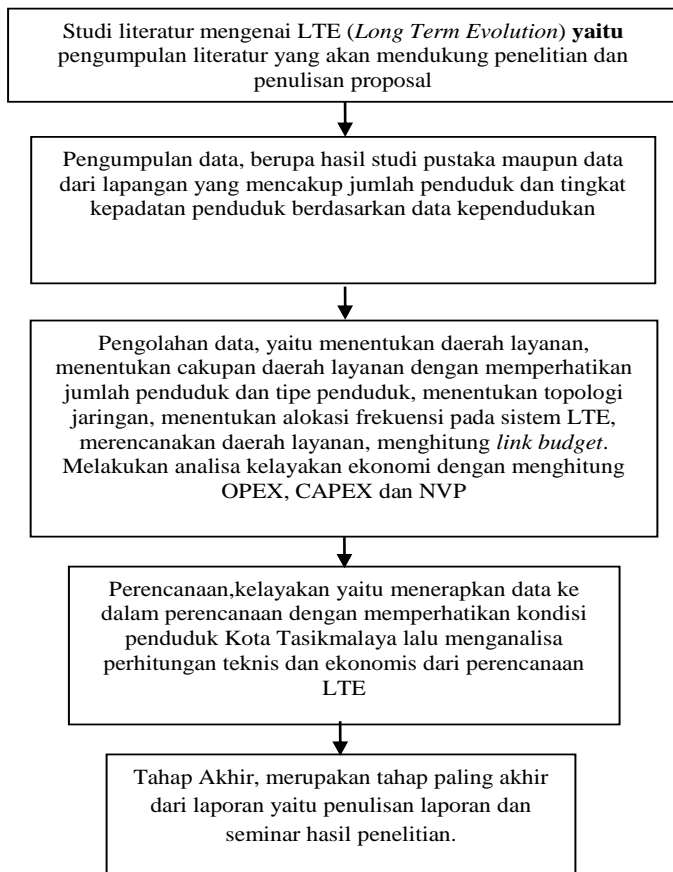 Studi literatur mengenai LTE (Long Term Evolution) yaitu
pengumpulan literatur yang akan mendukung penelitian dan
penulisan proposal
Pengumpulan data, berupa hasil studi pustaka maupun data
dari lapangan yang mencakup jumlah penduduk dan tingkat
kepadatan penduduk berdasarkan data kependudukan
Pengolahan data, yaitu menentukan daerah layanan,
menentukan cakupan daerah layanan dengan memperhatikan
jumlah penduduk dan tipe penduduk, menentukan topologi
jaringan, menentukan alokasi frekuensi pada sistem LTE,
merencanakan daerah layanan, menghitung link budget.
Melakukan analisa kelayakan ekonomi dengan menghitung
OPEX, CAPEX dan NVP
Perencanaan,kelayakan yaitu menerapkan data ke
dalam perencanaan dengan memperhatikan kondisi
penduduk Kota Tasikmalaya lalu menganalisa
perhitungan teknis dan ekonomis dari perencanaan
LTE
Tahap Akhir, merupakan tahap paling akhir
dari laporan yaitu penulisan laporan dan
seminar hasil penelitian.